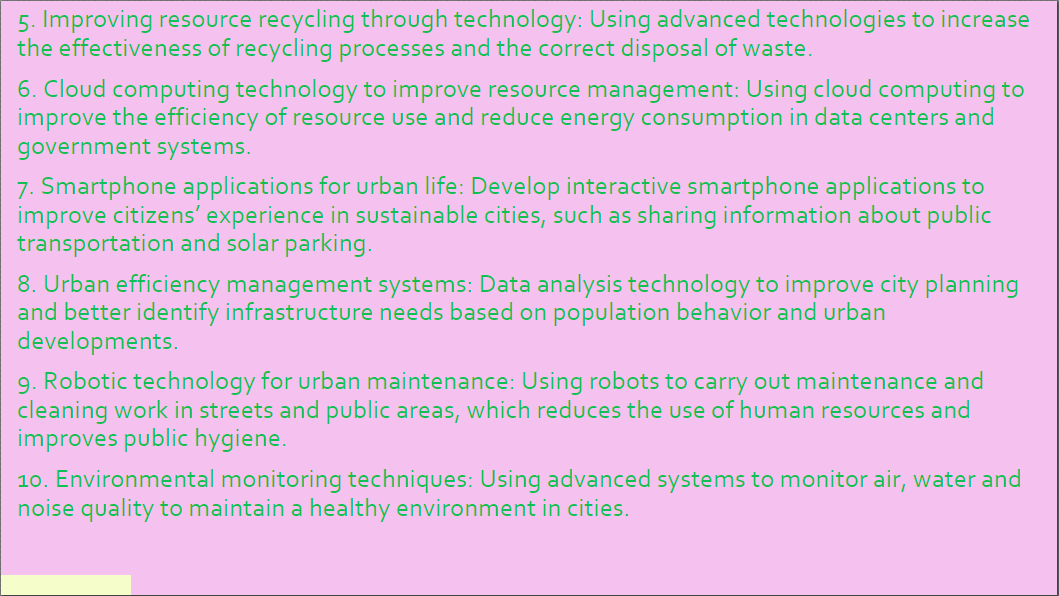 5. Improving resource recycling through technology: Using advanced technologies to increase
the effectiveness of recycling processes and the correct disposal of waste.
6. Cloud computing technology to improve resource management: Using cloud computing to
improve the efficiency of resource use and reduce energy consumption in data centers and
government systems.
7. Smartphone applications for urban life: Develop interactive smartphone applications to
improve citizens’ experience in sustainable cities, such as sharing information about public
transportation and solar parking.
8. Urban efficiency management systems: Data analysis technology to improve city planning
and better identify infrastructure needs based on population behavior and urban
developments.
9. Robotic technology for urban maintenance: Using robots to carry out maintenance and
cleaning work in streets and public areas, which reduces the use of human resources and
improves public hygiene.
10. Environmental monitoring techniques: Using advanced systems to monitor air, water and
noise quality to maintain a healthy environment in cities.